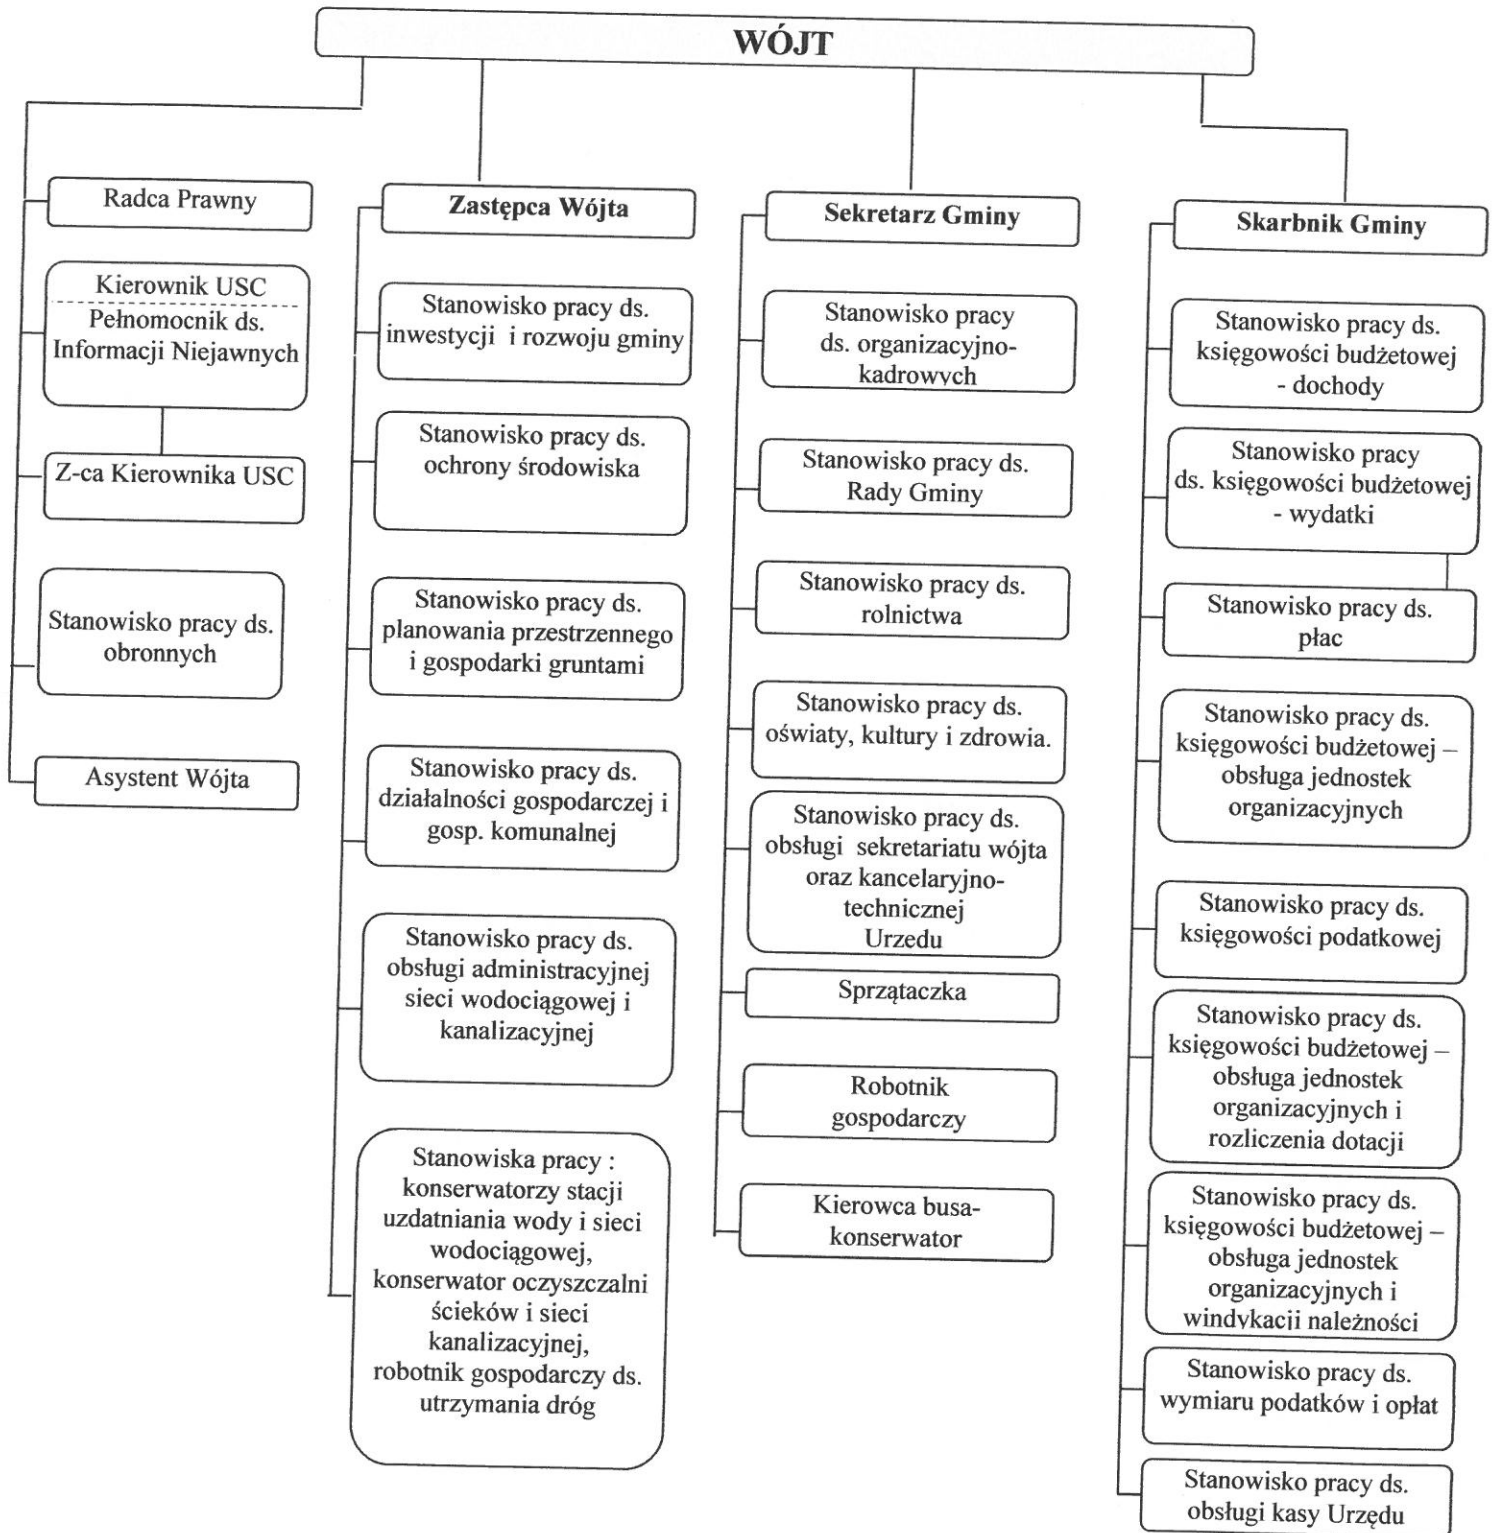 WÓJT
Radca Prawny
Kierownik USC
Pełnomocnik ds.
Informacji Niejawnych
Z-ca Kierownika USC
Stanowisko pracy ds.
obronnych
Asystent Wójta
Zastępca Wójta
Stanowisko pracy ds.
inwestycji i rozwoju gminy
Stanowisko pracy ds.
ochrony środowiska
Stanowisko pracy ds.
planowania przestrzennego
i gospodarki gruntami
Stanowisko pracy ds.
działalności gospodarczej i
gosp. komunalnej
Stanowisko pracy ds.
obsługi administracyjnej
sieci wodociągowej i
kanalizacyjnej
Stanowiska pracy :
konserwatorzy stacji
uzdatniania wody i sieci
wodociągowej,
konserwator oczyszczalni
ścieków i sieci
kanalizacyjnej,
robotnik gospodarczy ds.
utrzymania dróg
Sekretarz Gminy
Stanowisko pracy
ds. organizacyjno-
kadrowych
Stanowisko pracy ds.
Rady Gminy
Stanowisko pracy ds.
rolnictwa
Stanowisko pracy ds.
oświaty, kultury i zdrowia.
Stanowisko pracy ds.
obsługi sekretariatu wójta
oraz kancelaryjno-
technicznej
Urzedu
Sprzątaczka
Robotnik
gospodarczy
Kierowca busa-
konserwator
Skarbnik Gminy
Stanowisko pracy ds.
księgowości budżetowej
- dochody
Stanowisko pracy
ds. księgowości budżetowej
- wydatki
Stanowisko pracy ds.
płac
Stanowisko pracy ds.
księgowości budżetowej –
obsługa jednostek
organizacyjnych
Stanowisko pracy ds.
księgowości podatkowej
Stanowisko pracy ds.
księgowości budżetowej –
obsługa jednostek
organizacyjnych i
rozliczenia dotacji
Stanowisko pracy ds.
księgowości budżetowej –
obsługa jednostek
organizacyjnych i
windykacji należności
Stanowisko pracy ds.
wymiaru podatków i opłat
Stanowisko pracy ds.
obsługi kasy Urzędu